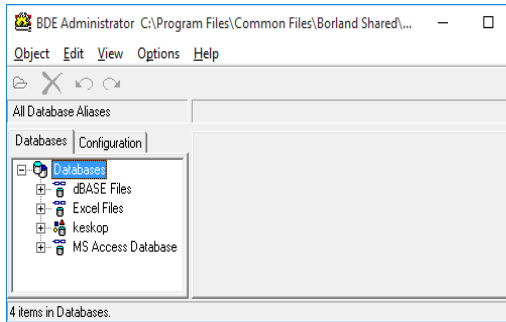 BDE Administrator C:\Program Files\Common Files\Borland Shared\...
Object Edit View Options Help
All Database Aliases
Databases Configuration
Databases
dBASE Files
Excel Files
keskop
MS Access Database
4 items in Databases.